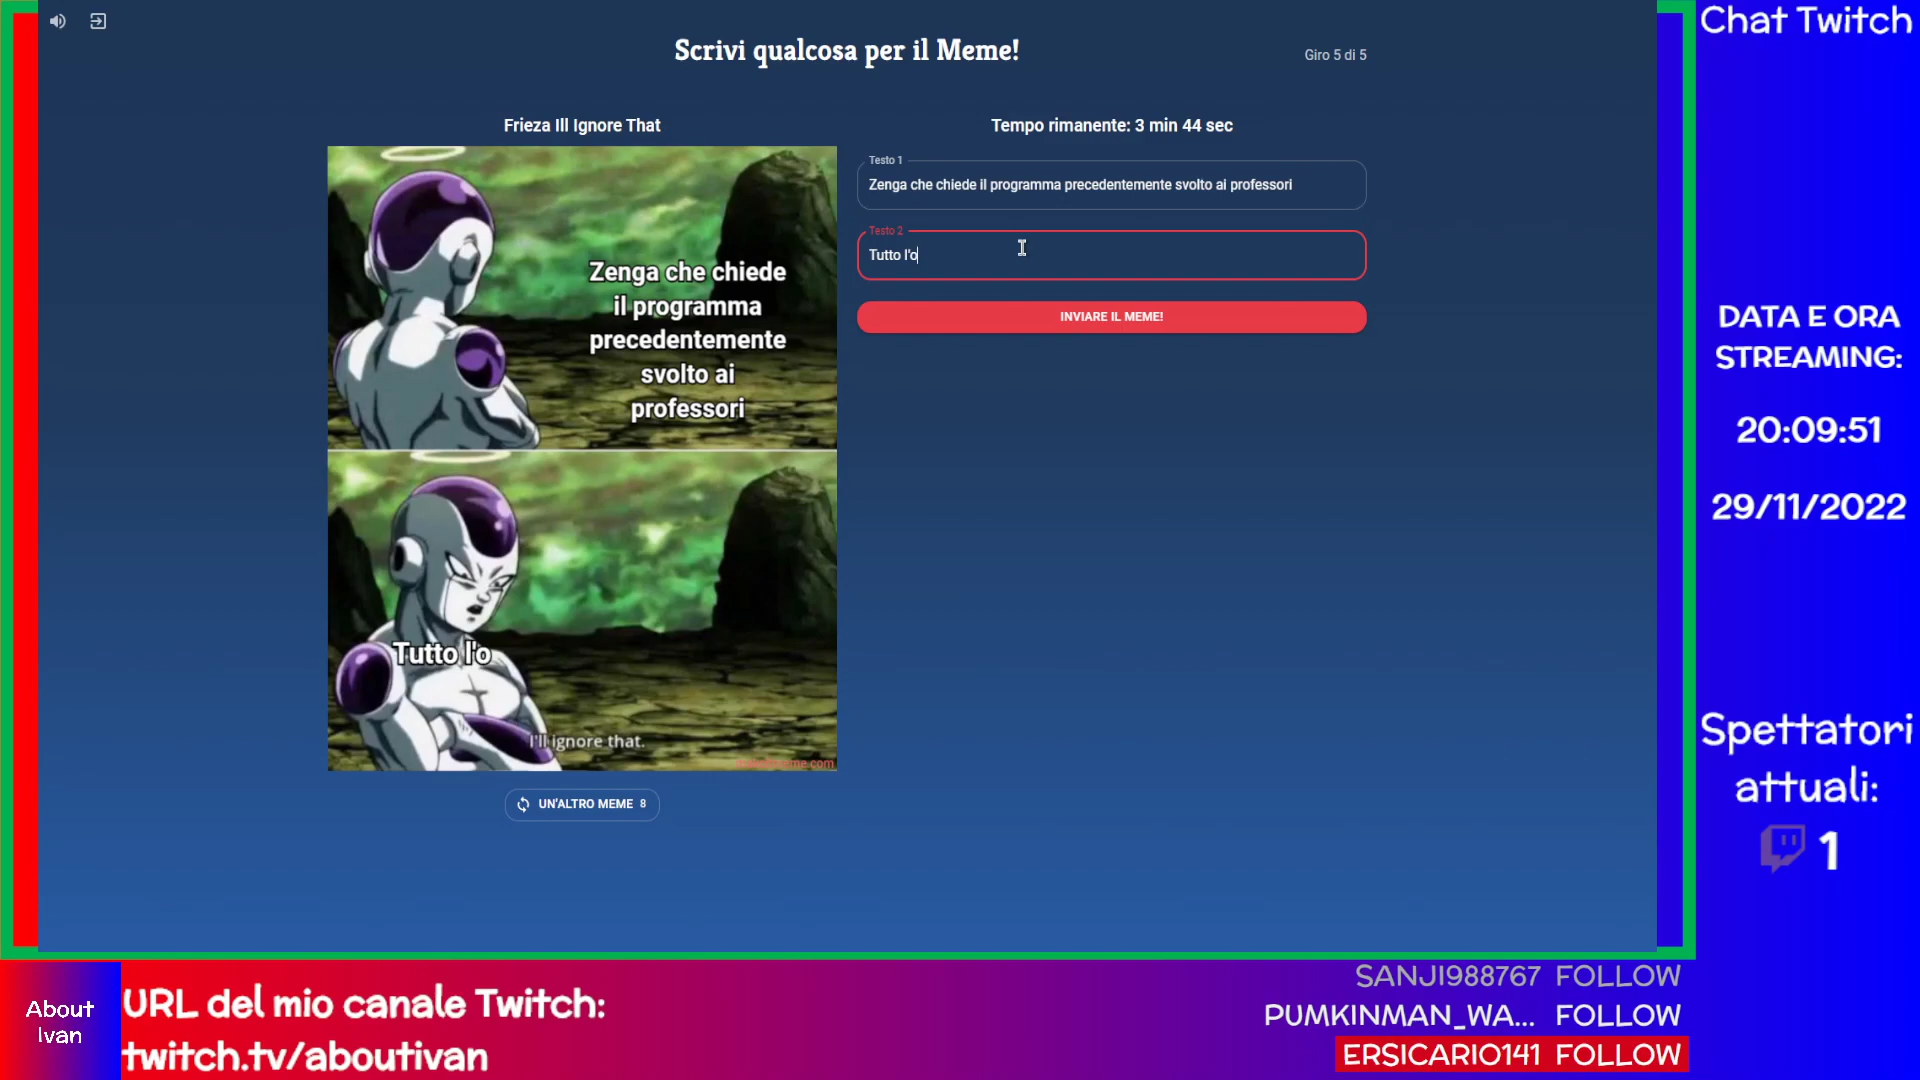 Chat Twitch
Scrivi qualcosa per il Meme!
Giro 5 di 5
Frieza Ill Ignore That
Tempo rimanente: 3 min 44 sec
Testo 1
Zenga che chiede il programma precedentemente svolto ai professori
Testo 2
Tutto l'o
INVIARE IL MEME!
Zenga che chiede
il programma
precedentemente
svolto ai
professori
Tutto l'o
I'll ignore that.
UN'ALTRO MEME 8
DATA E ORA
STREAMING:
20:09:51
29/11/2022
Spettatori
attuali:
1
About
Ivan
URL del mio canale Twitch:
twitch.tv/aboutivan
SANJI988767 FOLLOW
PUMKINMAN_WA... FOLLOW
ERSICARIO141 FOLLOW